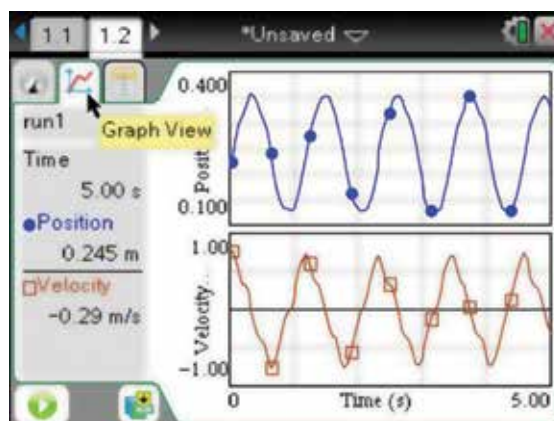 1.1 1.2 *Unsaved
run1
Graph View
Time
5.00 s
Position
0.245 m
Velocity
-0.29 m/s
0.400
0.100
1.00
Velocity
-1.00
0 Time (s) 5.00